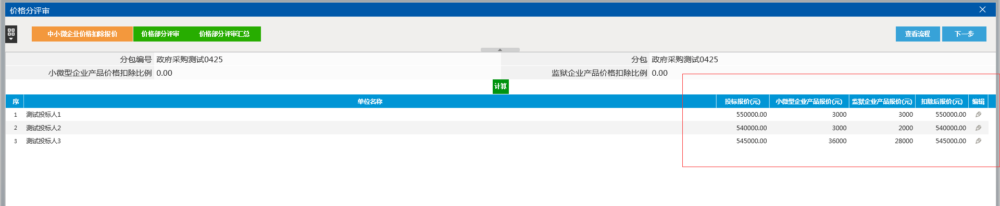 价格分评审
中小微企业价格扣除报价 价格部分评审 价格部分评审汇总 查看流程 下一步
分包编号 政府采购测试0425 分包 政府采购测试0425
小微型企业产品价格扣除比例 0.00 监狱企业产品价格扣除比例 0.00
计算
序 单位名称 投标报价(元) 小微型企业产品报价(元) 监狱企业产品报价(元) 扣除后报价(元) 编辑
1 测试投标人1 550000.00 3000 3000 550000.00
2 测试投标人2 540000.00 3000 2000 540000.00
3 测试投标人3 545000.00 36000 28000 545000.00